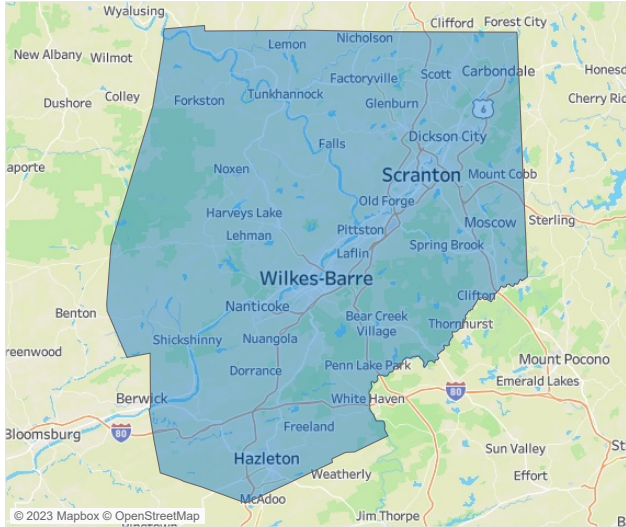 Wyalusing
Clifford
Forest City
Nicholson
Lemon
New Albany
Wilmot
Factoryville
Scott
Carbondale
Honesd
Colley
Forkston
Tunkhannock
Dushore
Glenburn
6
Cherry Rid
Falls
Dickson City
Laporte
Noxen
Scranton
Mount Cobb
Old Forge
Harveys Lake
Pittston
Moscow
Sterling
Lehman
Laflin
Spring Brook
Wilkes-Barre
Clifton
Nanticoke
Benton
Bear Creek
Village
Thornhurst
Shickshinny
Nuangola
reenwood
Mount Pocono
Dorrance
Penn Lake Park
Emerald Lakes
Berwick
White Haven
80
Bloomsburg
80
Freeland
St
Sun Valley
Hazleton
Weatherly
Effort
McAdoo
Jim Thorpe
© 2023 Mapbox © OpenStreetMap
B